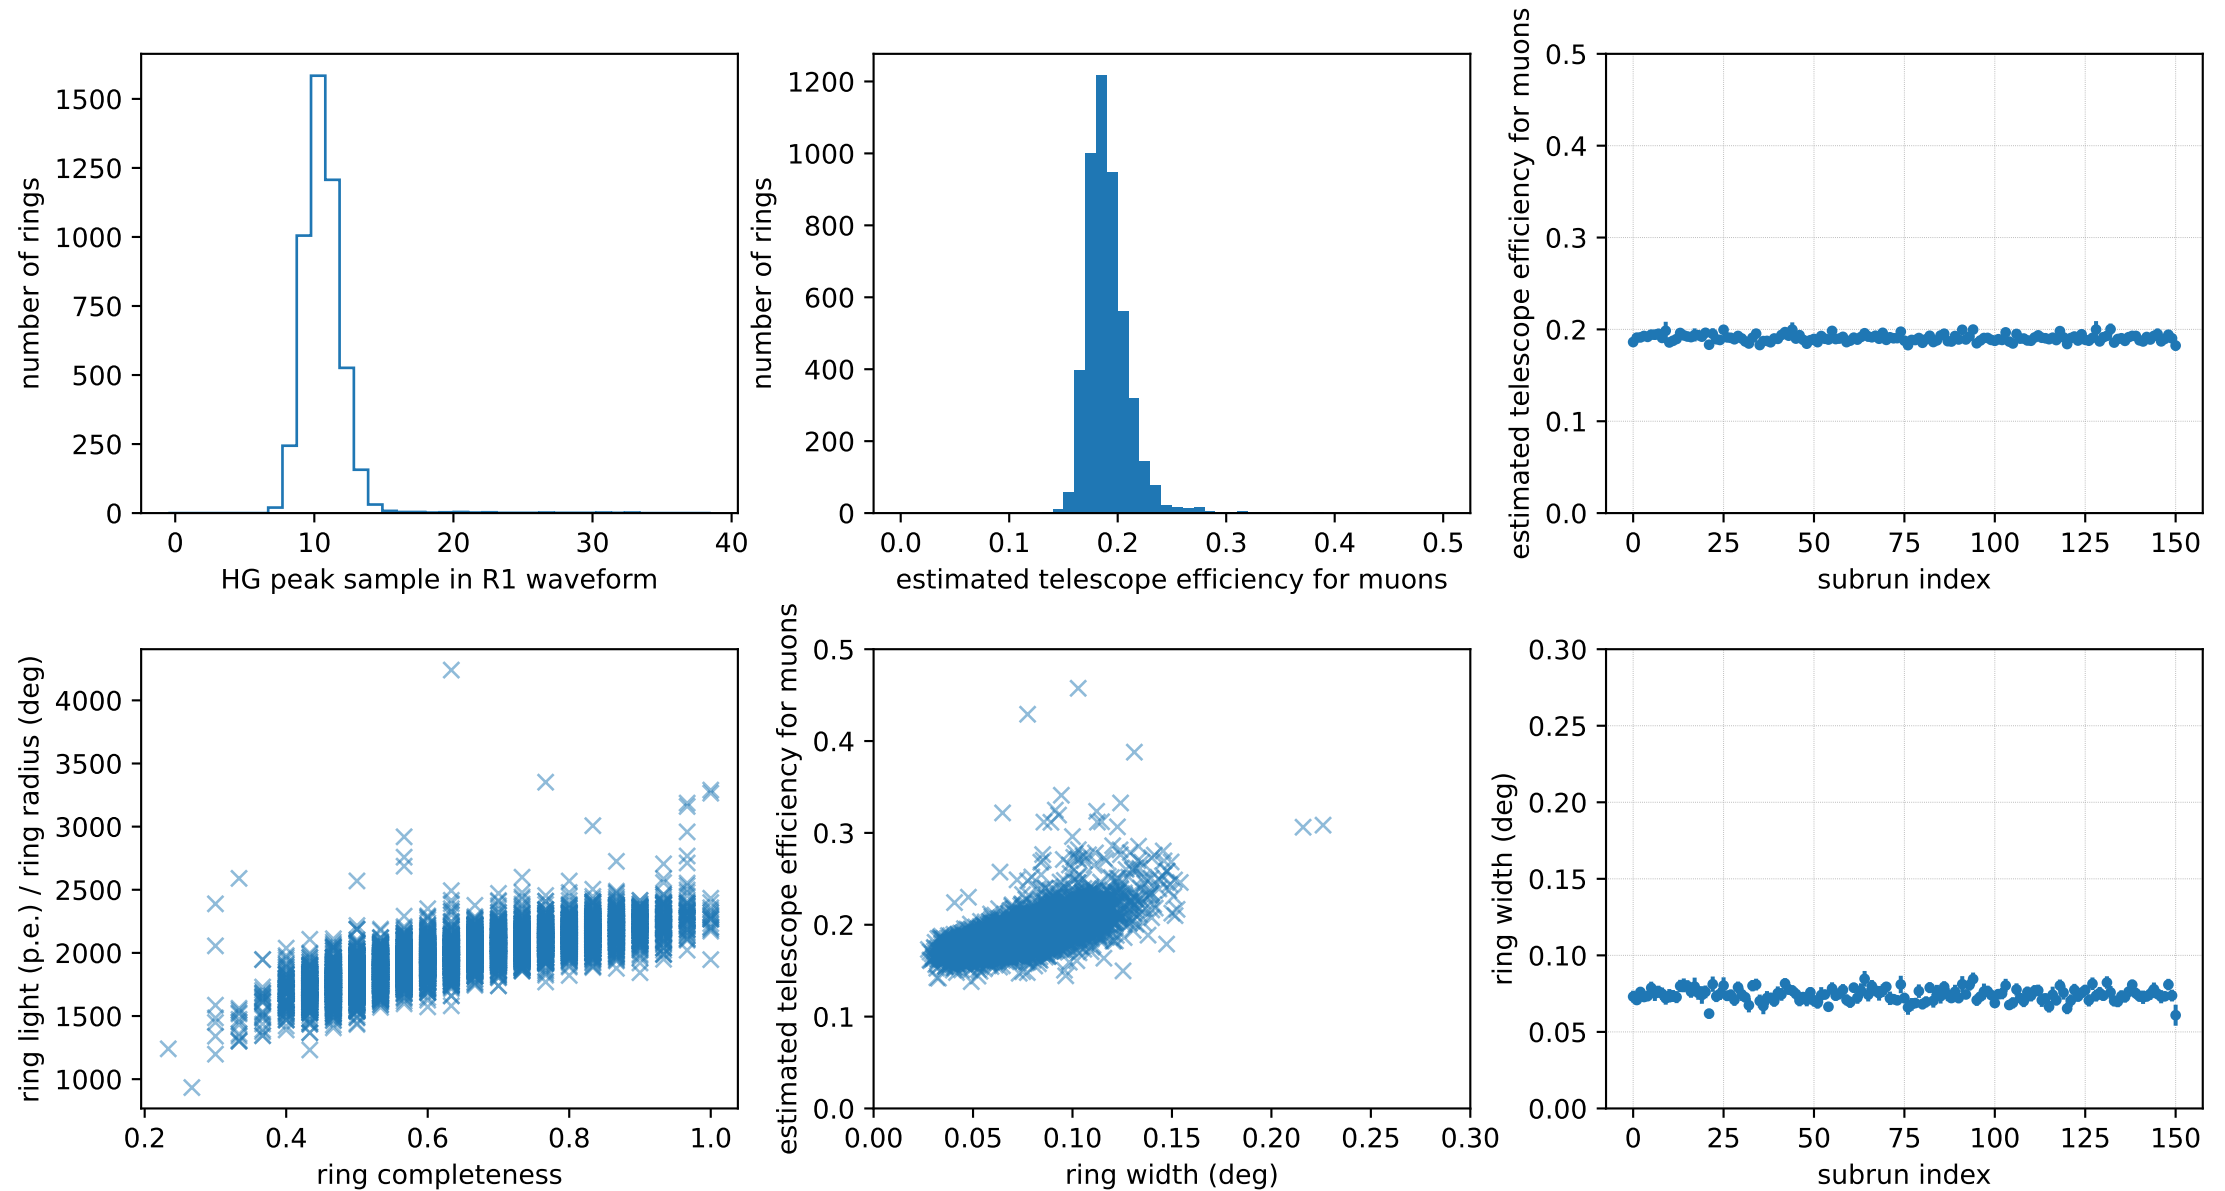 number of rings
1500
1250
1000
750
500
250
0
0 10 20 30 40
HG peak sample in R1 waveform
number of rings
1200
1000
800
600
400
200
0
0.0 0.1 0.2 0.3 0.4 0.5
estimated telescope efficiency for muons
estimated telescope efficiency for muons
0.5
0.4
0.3
0.2
0.1
0.0
0 25 50 75 100 125 150
subrun index
ring light (p.e.) / ring radius (deg)
4000
3500
3000
2500
2000
1500
1000
0.2 0.4 0.6 0.8 1.0
ring completeness
estimated telescope efficiency for muons
0.5
0.4
0.3
0.2
0.1
0.0
0.00 0.05 0.10 0.15 0.20 0.25 0.30
ring width (deg)
ring width (deg)
0.30
0.25
0.20
0.15
0.10
0.05
0.00
0 25 50 75 100 125 150
subrun index